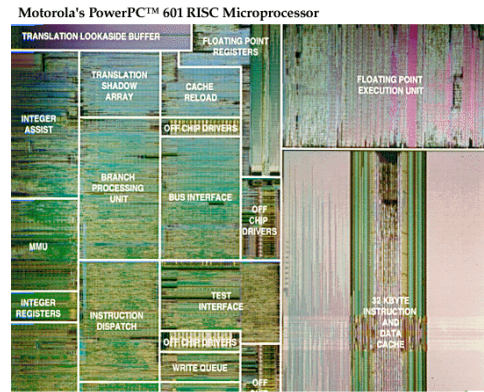 Motorola's PowerPC™ 601 RISC Microprocessor
TRANSLATION LOOKASIDE BUFFER
FLOATING POINT
REGISTERS
TRANSLATION
SHADOW
ARRAY
CACHE
RELOAD
FLOATING POINT
EXECUTION UNIT
INTEGER
ASSIST
OFF CHIP DRIVERS
BRANCH
PROCESSING
UNIT
BUS INTERFACE
OFF
CHIP
DRIVERS
MMU
INTEGER
REGISTERS
INSTRUCTION
DISPATCH
TEST
INTERFACE
32 KBYTE
INSTRUCTION
AND
DATA
CACHE
OFF CHIP DRIVERS
WRITE QUEUE
OFF